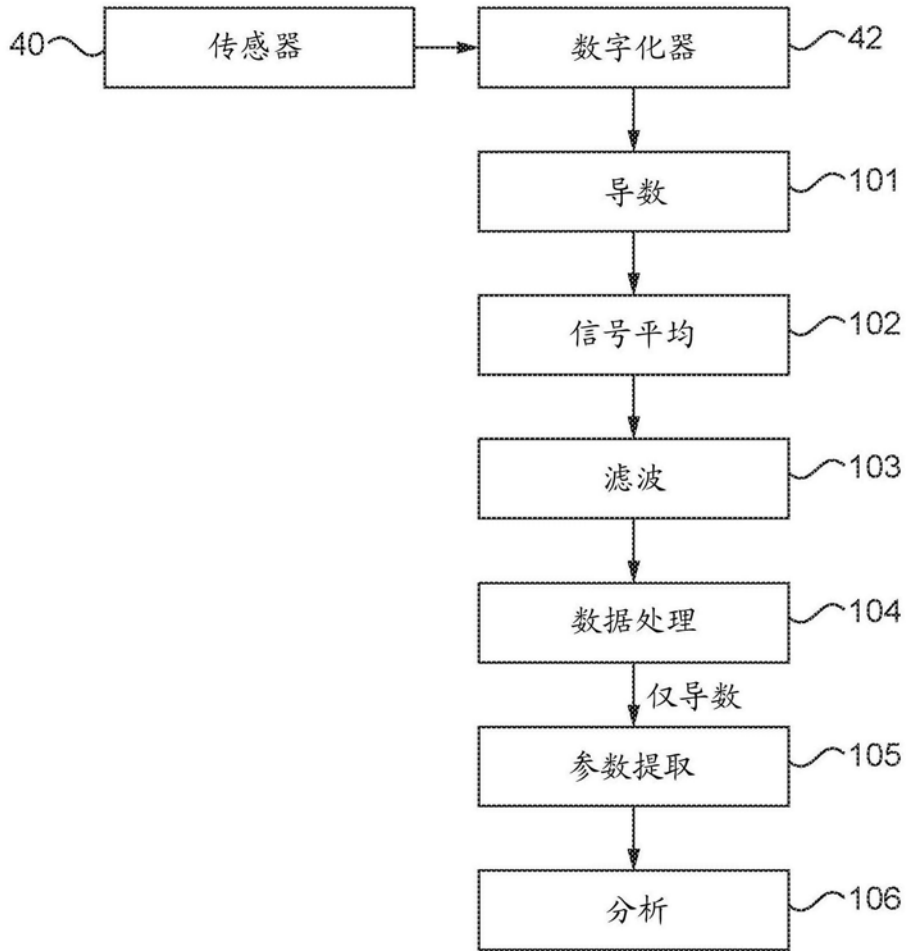 40 传感器 数字化器 42
导数 101
信号平均 102
滤波 103
数据处理 104
仅导数
参数提取 105
分析 106